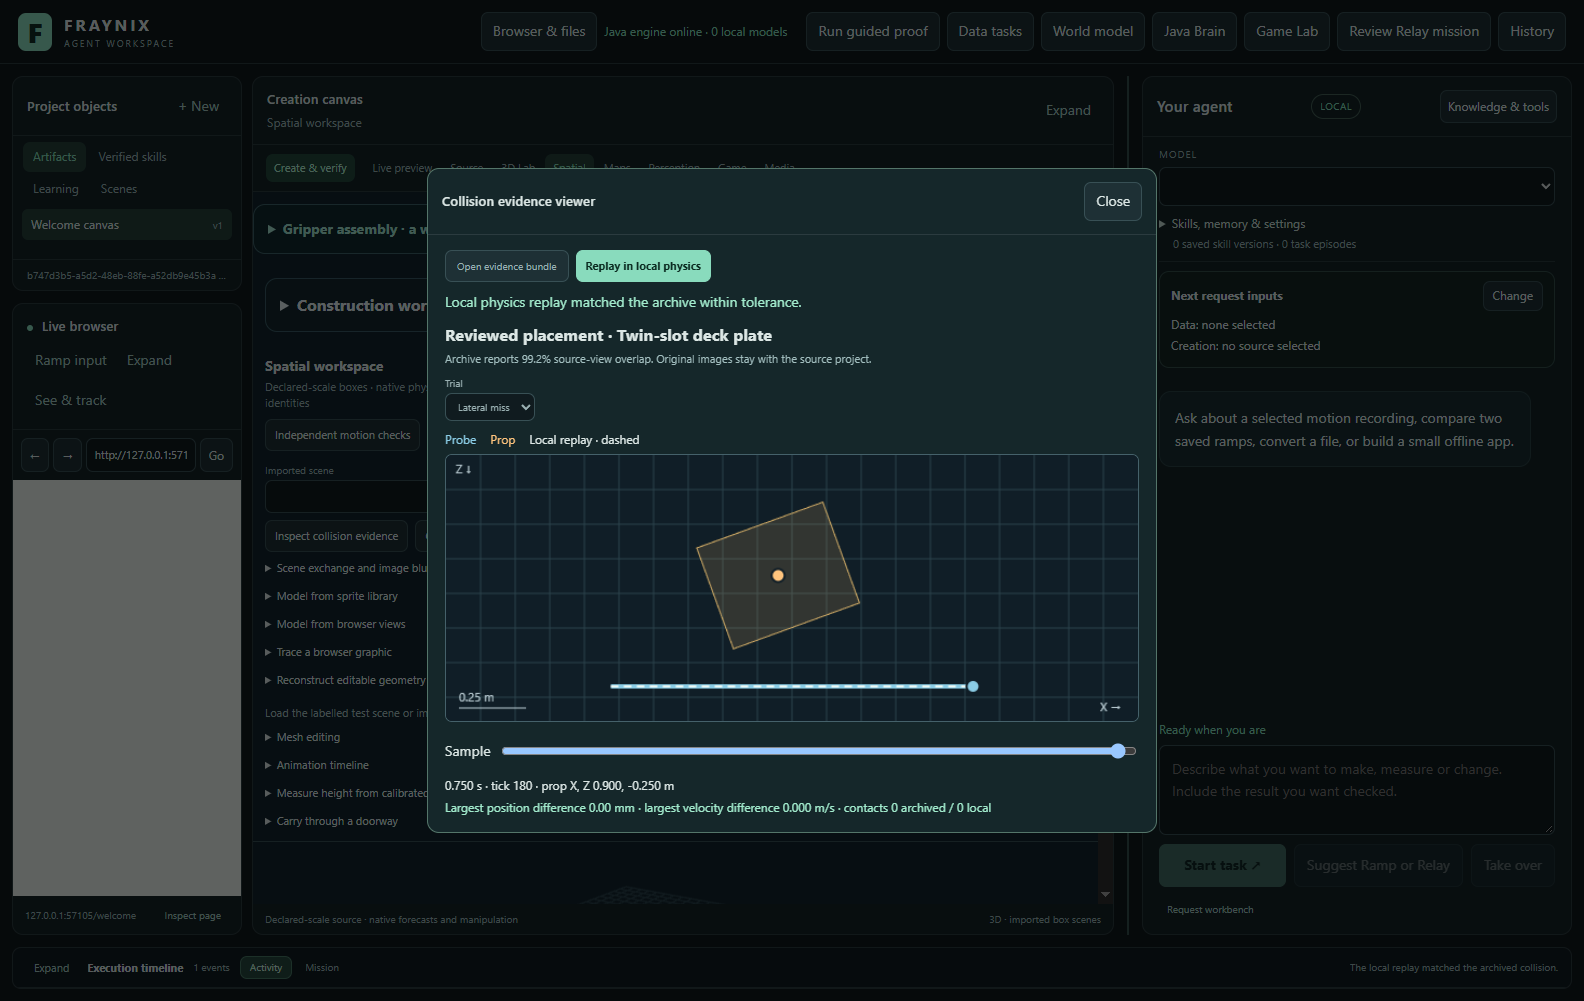 FRAYNIX
AGENT WORKSPACE
Browser & files
Java engine online · 0 local models
Run guided proof
Data tasks
World model
Java Brain
Game Lab
Review Relay mission
History
Project objects
+ New
Artifacts
Verified skills
Learning
Scenes
Welcome canvas
v1
b747d3b5-a5d2-48eb-88fe-a52db9e45b3a ...
Live browser
Ramp input
Expand
See & track
←
→
http://127.0.0.1:571
Go
127.0.0.1:57105/welcome
Inspect page
Creation canvas
Spatial workspace
Expand
Create & verify
Live preview
Source
3D Lab
Spatial
Maps
Perception
Game
Media
Gripper assembly · a w
Construction wor
Spatial workspace
Declared-scale boxes · native phy
identities
Independent motion checks
Imported scene
Inspect collision evidence
Scene exchange and image blu
Model from sprite library
Model from browser views
Trace a browser graphic
Reconstruct editable geometry
Load the labelled test scene or im
Mesh editing
Animation timeline
Measure height from calibrated
Carry through a doorway
Declared-scale source · native forecasts and manipulation
3D · imported box scenes
Collision evidence viewer
Close
Open evidence bundle
Replay in local physics
Local physics replay matched the archive within tolerance.
Reviewed placement · Twin-slot deck plate
Archive reports 99.2% source-view overlap. Original images stay with the source project.
Trial
Lateral miss
Probe
Prop
Local replay · dashed
Z ↓
0.25 m
X →
Sample
0.750 s · tick 180 · prop X, Z 0.900, -0.250 m
Largest position difference 0.00 mm · largest velocity difference 0.000 m/s · contacts 0 archived / 0 local
Your agent
LOCAL
Knowledge & tools
MODEL
Skills, memory & settings
0 saved skill versions · 0 task episodes
Next request inputs
Change
Data: none selected
Creation: no source selected
Ask about a selected motion recording, compare two
saved ramps, convert a file, or build a small offline app.
Ready when you are
Describe what you want to make, measure or change.
Include the result you want checked.
Start task ↗
Suggest Ramp or Relay
Take over
Request workbench
Expand
Execution timeline
1 events
Activity
Mission
The local replay matched the archived collision.